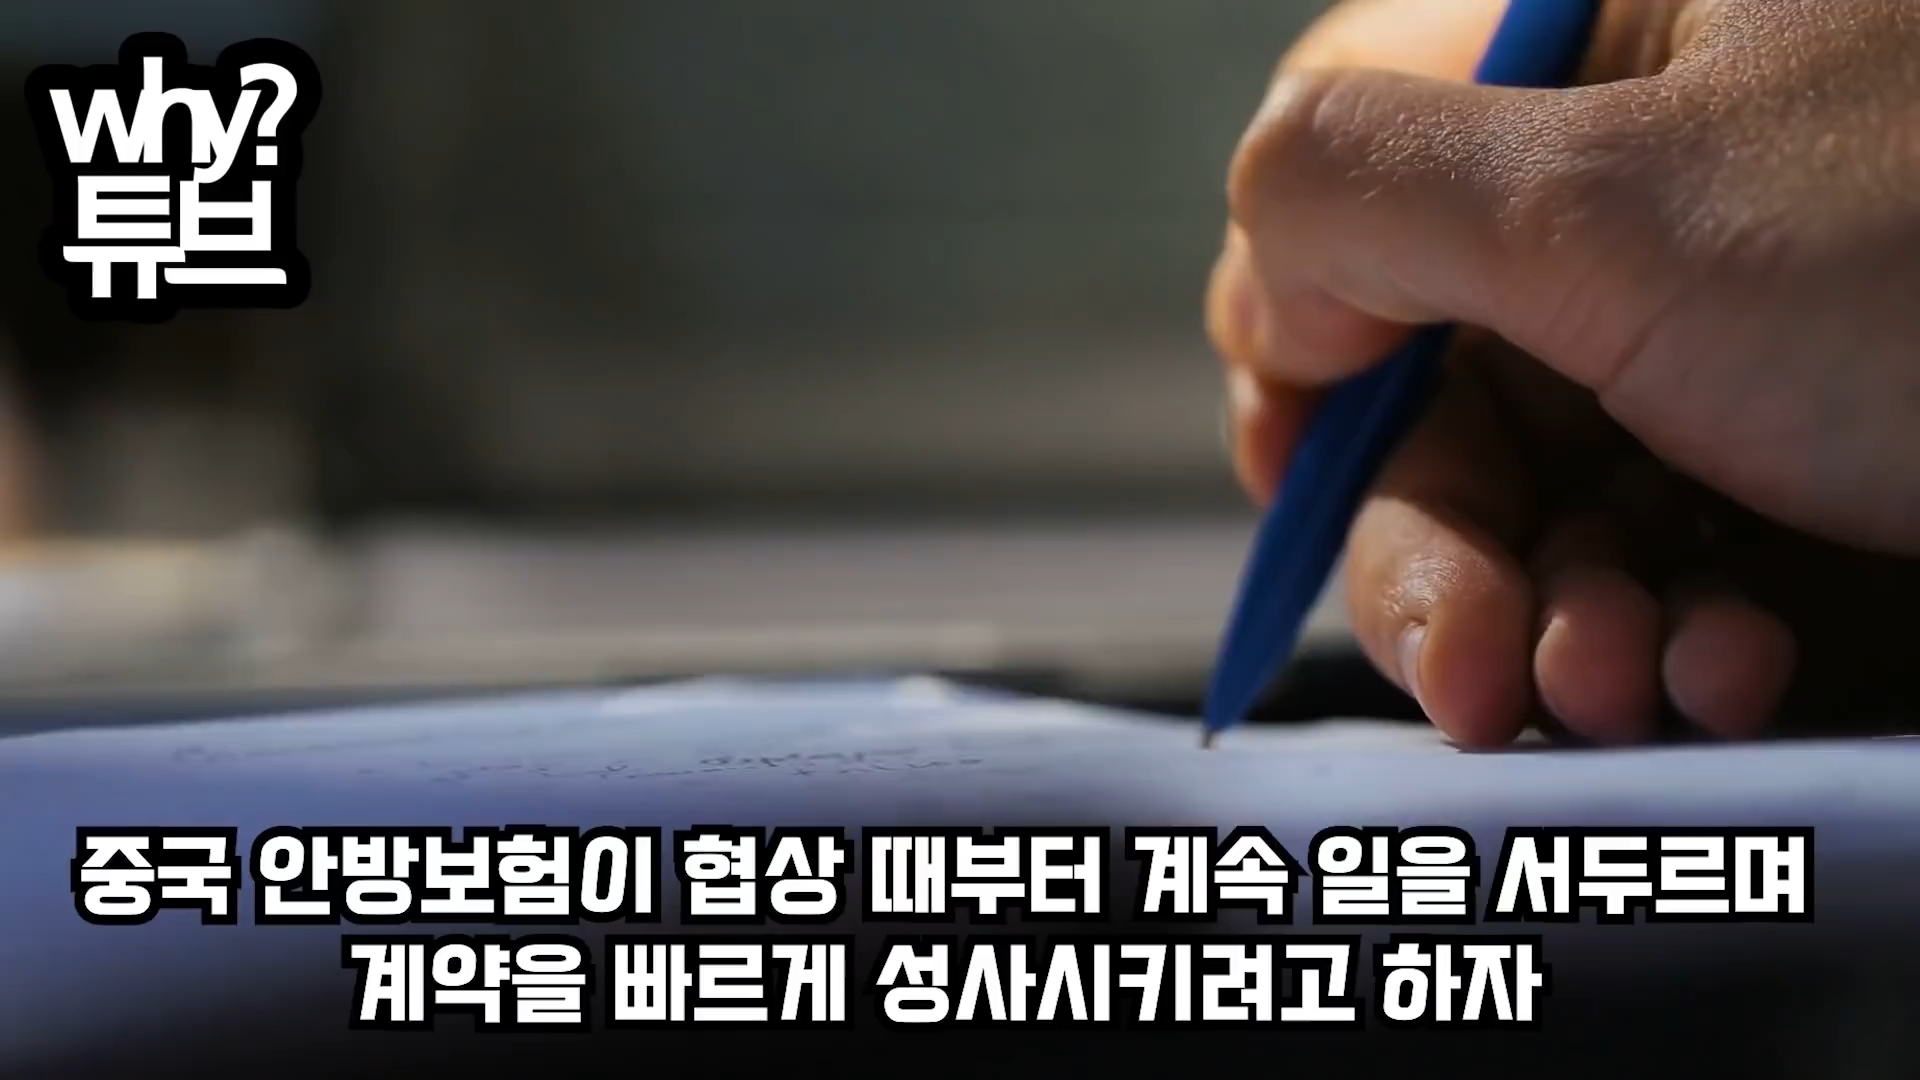 why?
튜브
중국 안방보험이 협상 때부터 계속 일을 서두르며
계약을 빠르게 성사시키려고 하자